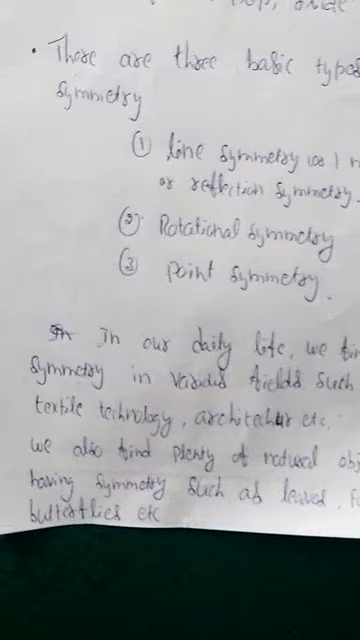 • There are three basic types
symmetry
(1) line symmetry
or reflection symmetry.
(2) Rotational symmetry
(3) point symmetry.
In our daily life, we
symmetry in various fields such
textile technology, architechur etc.
we also find plenty of natural
having symmetry such as leaves,
butterflies etc